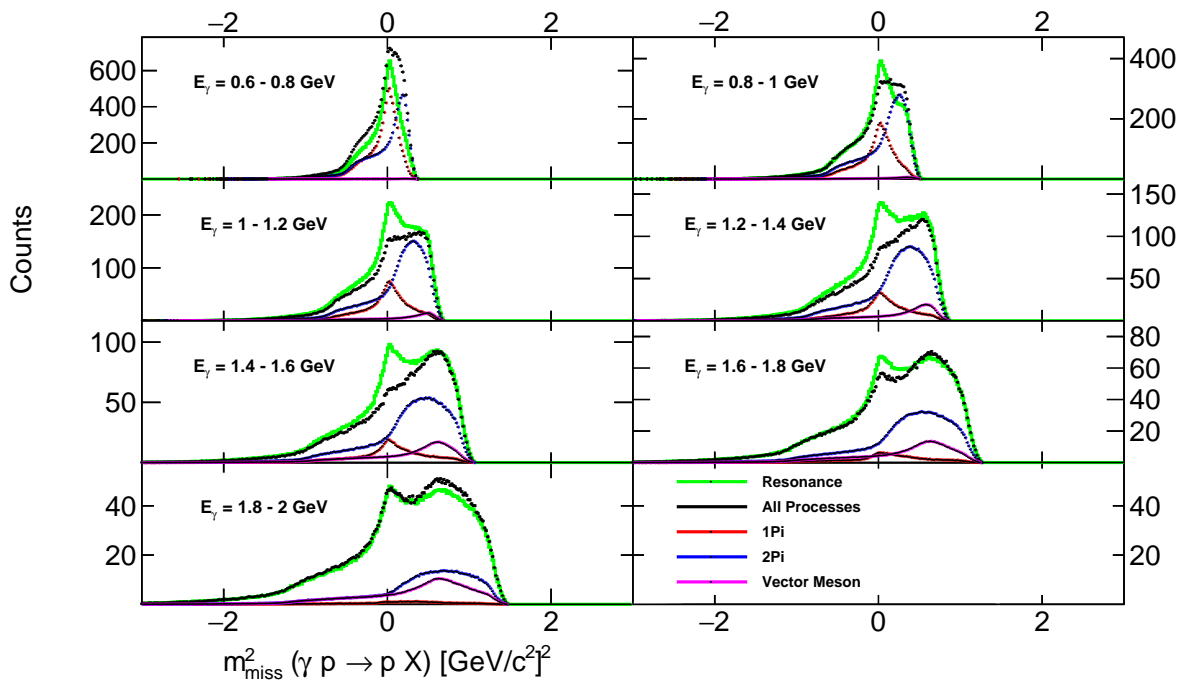 −2 0 2 −2 0 2
Counts
600
400
200
E_γ = 0.6 - 0.8 GeV
400
200
E_γ = 0.8 - 1 GeV
200
100
E_γ = 1 - 1.2 GeV
150
100
50
E_γ = 1.2 - 1.4 GeV
100
50
E_γ = 1.4 - 1.6 GeV
80
60
40
20
E_γ = 1.6 - 1.8 GeV
40
20
E_γ = 1.8 - 2 GeV
Resonance
All Processes
1Pi
2Pi
Vector Meson
40
20
−2 0 2 −2 0 2
m²_miss (γ p → p X) [GeV/c²]²